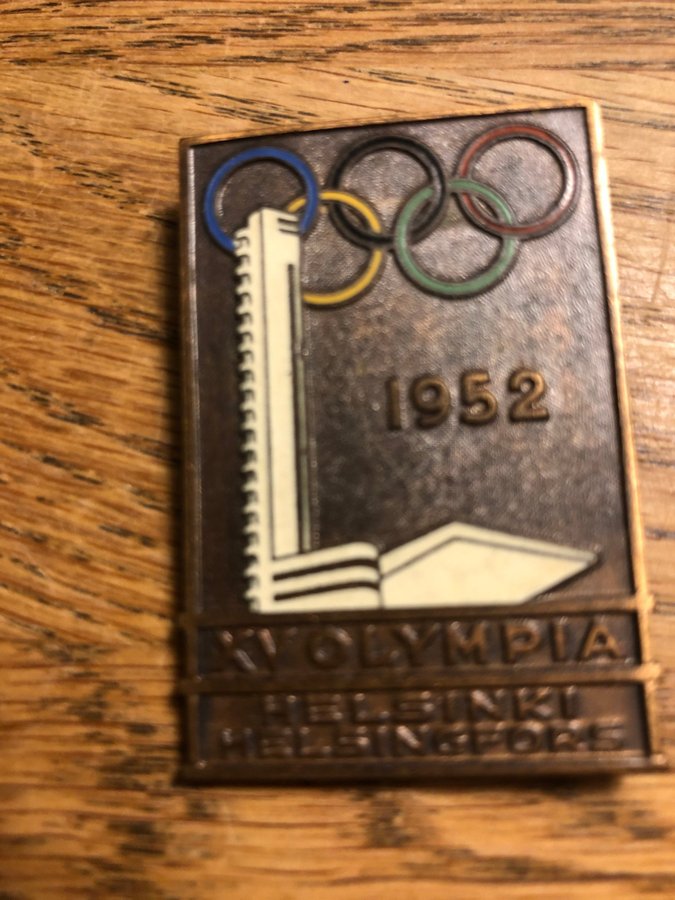 1952
XV OLYMPIA
HELSINKI
HELSINGFORS